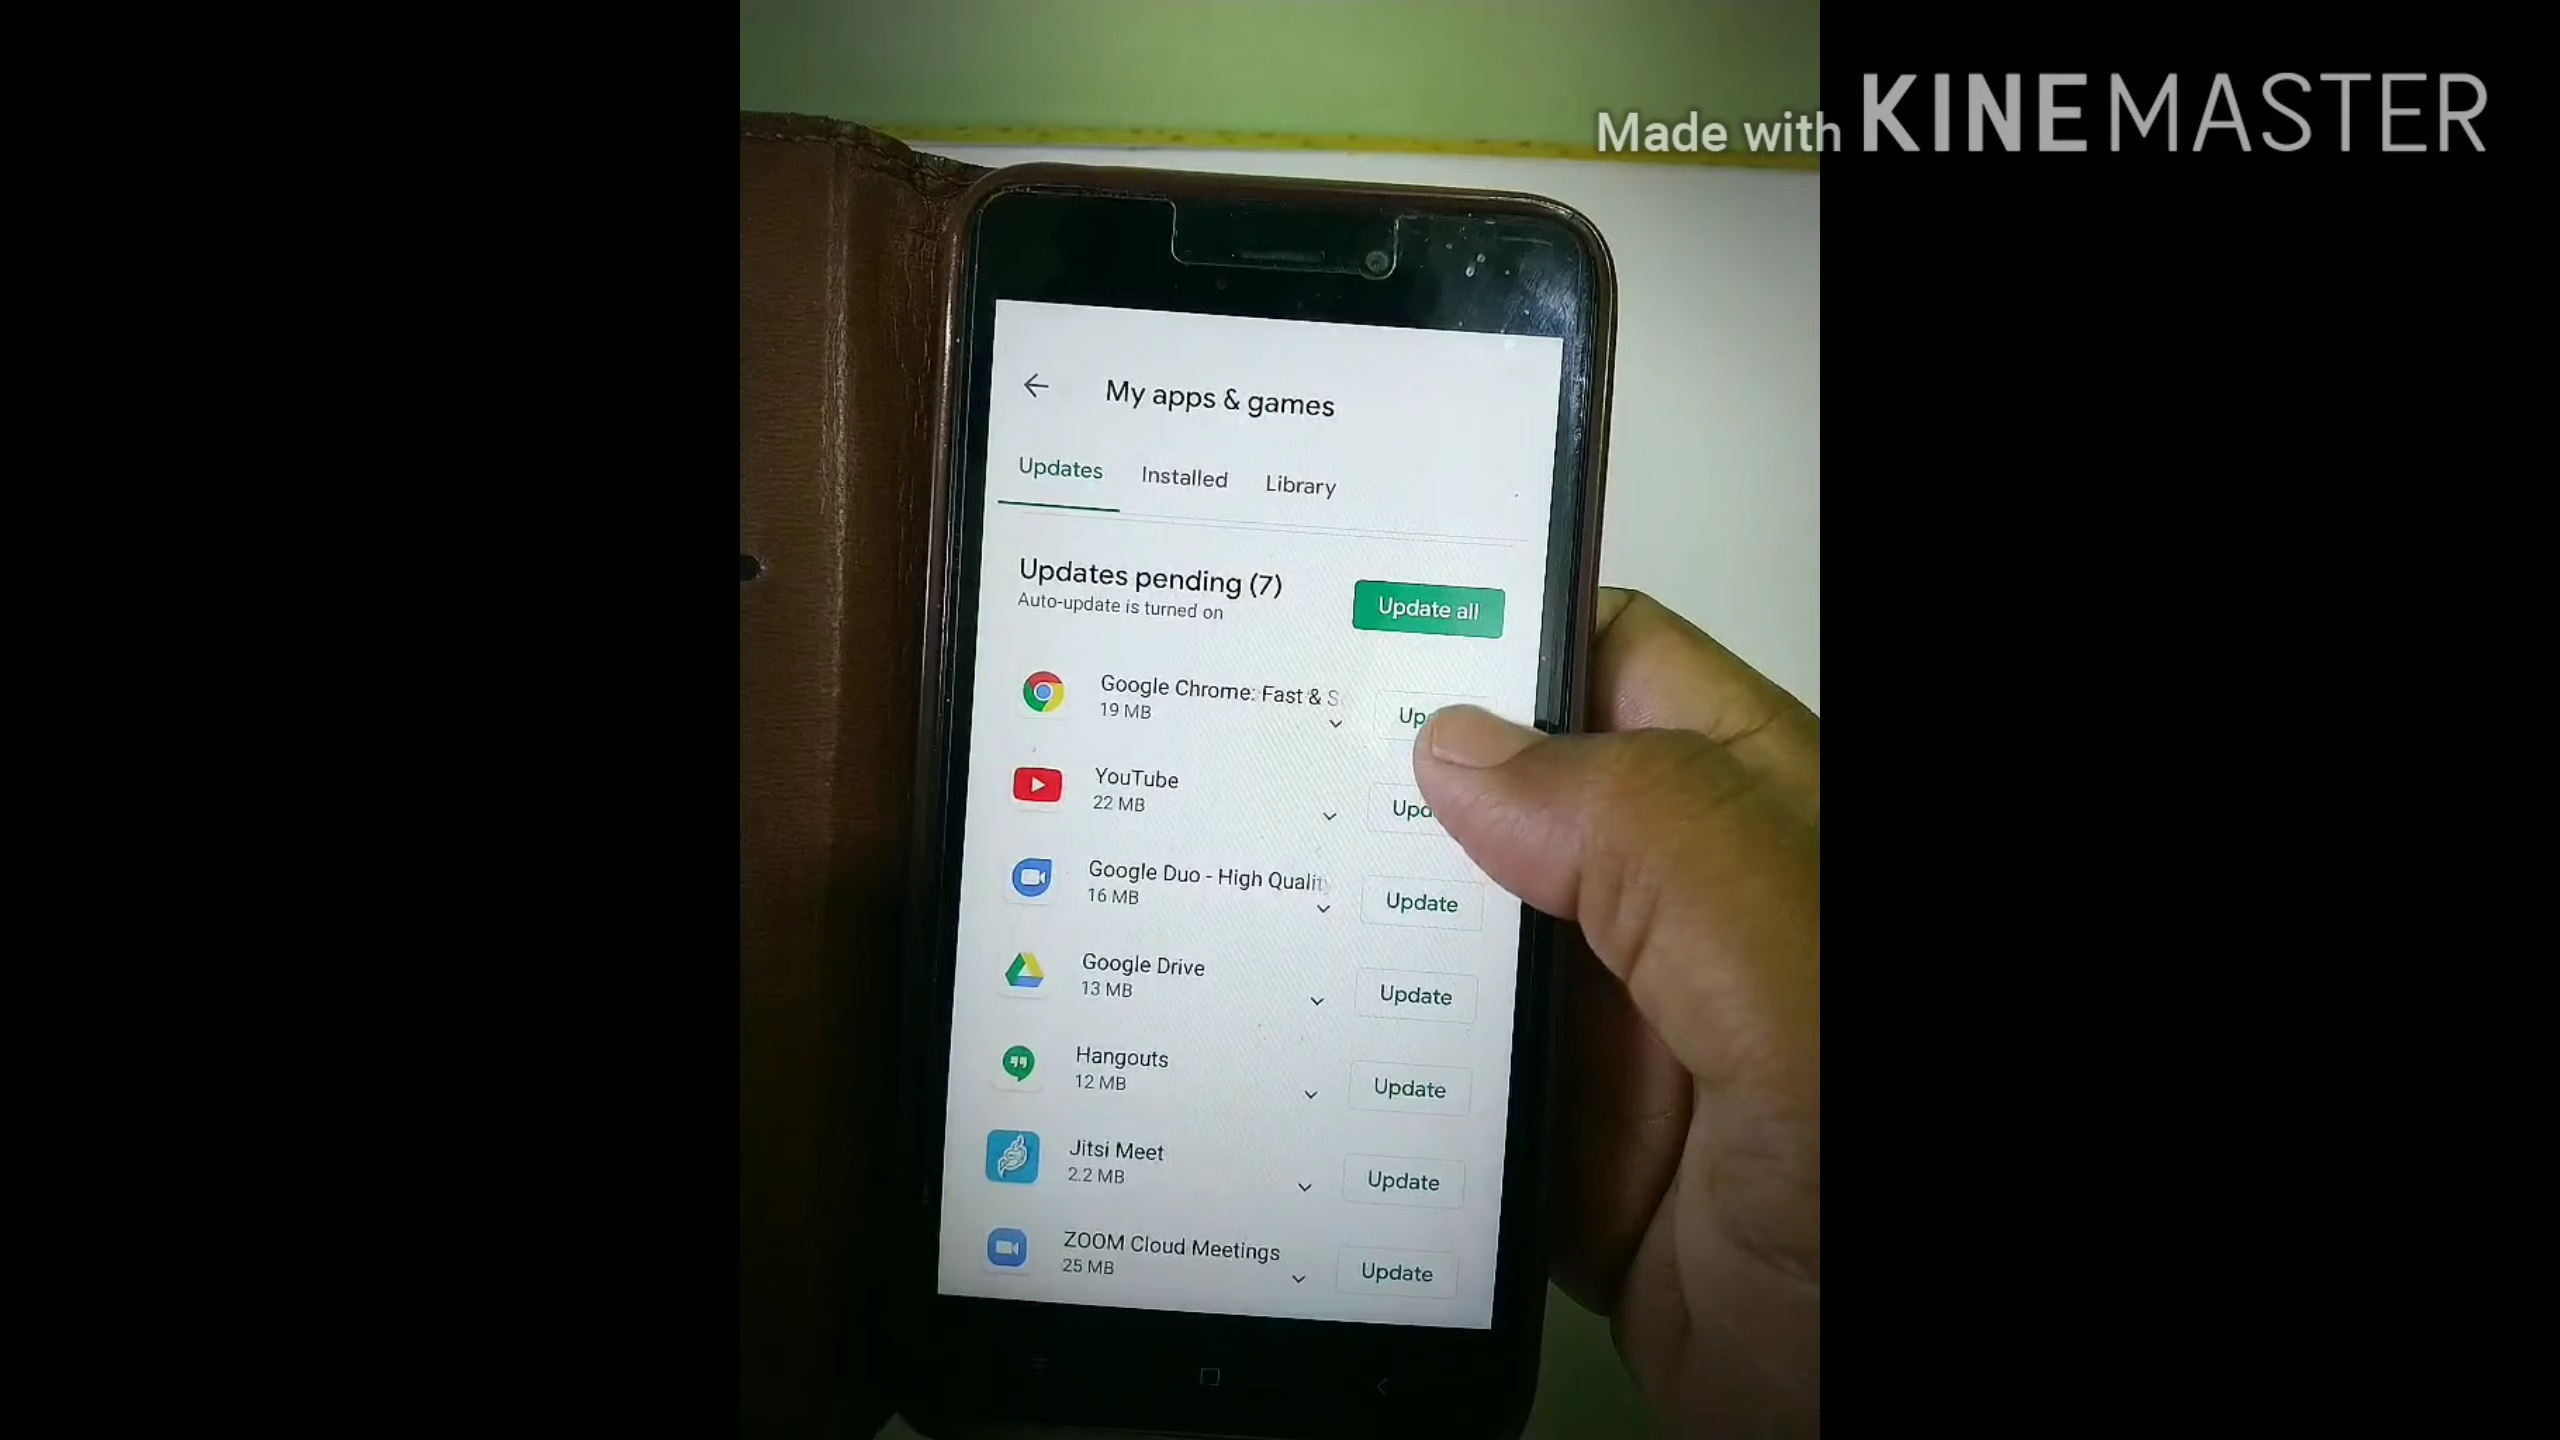 Made with KINEMASTER
My apps & games
Updates Installed Library
Updates pending (7)
Auto-update is turned on
Update all
Google Chrome: Fast & S
19 MB
Up
YouTube
22 MB
Upd
Google Duo - High Quality
16 MB
Update
Google Drive
13 MB
Update
Hangouts
12 MB
Update
Jitsi Meet
2.2 MB
Update
ZOOM Cloud Meetings
25 MB
Update